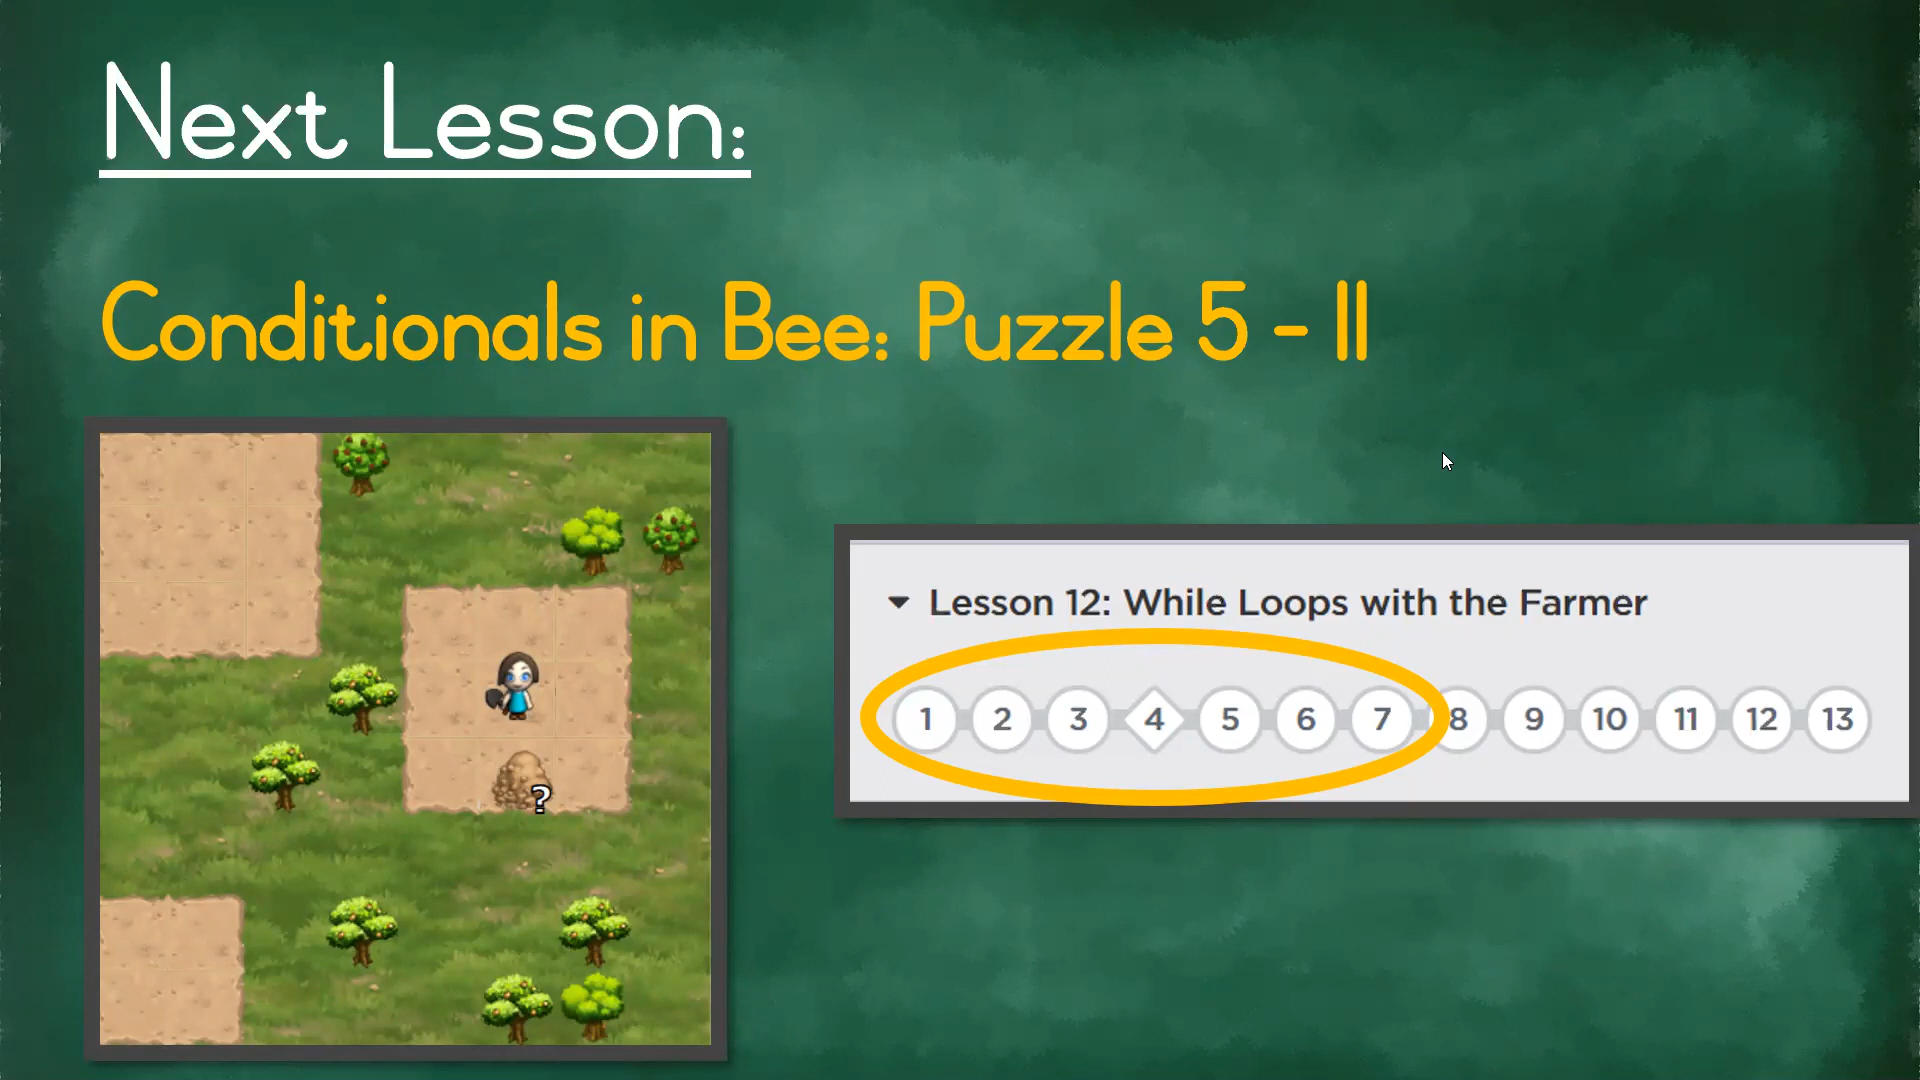 Next Lesson:
Conditionals in Bee: Puzzle 5 - 11
?
Lesson 12: While Loops with the Farmer
1 2 3 4 5 6 7 8 9 10 11 12 13